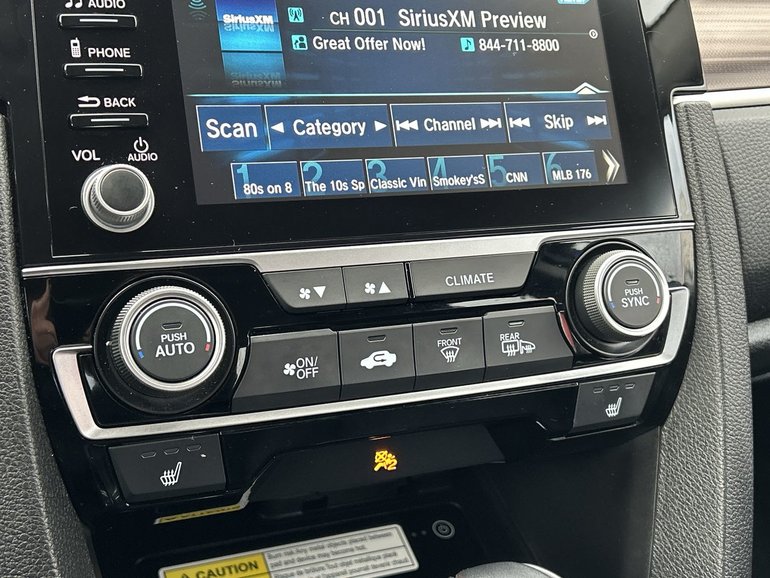 AUDIO
SiriusXM
CH 001 SiriusXM Preview
Great Offer Now! 844-711-8800
PHONE
BACK
VOL AUDIO
Scan Category Channel Skip
1 80s on 8
2 The 10s Sp
3 Classic Vin
4 Smokey'sS
5 CNN
6 MLB 176
CLIMATE
PUSH AUTO
PUSH SYNC
ON/OFF
FRONT
REAR
2
CAUTION